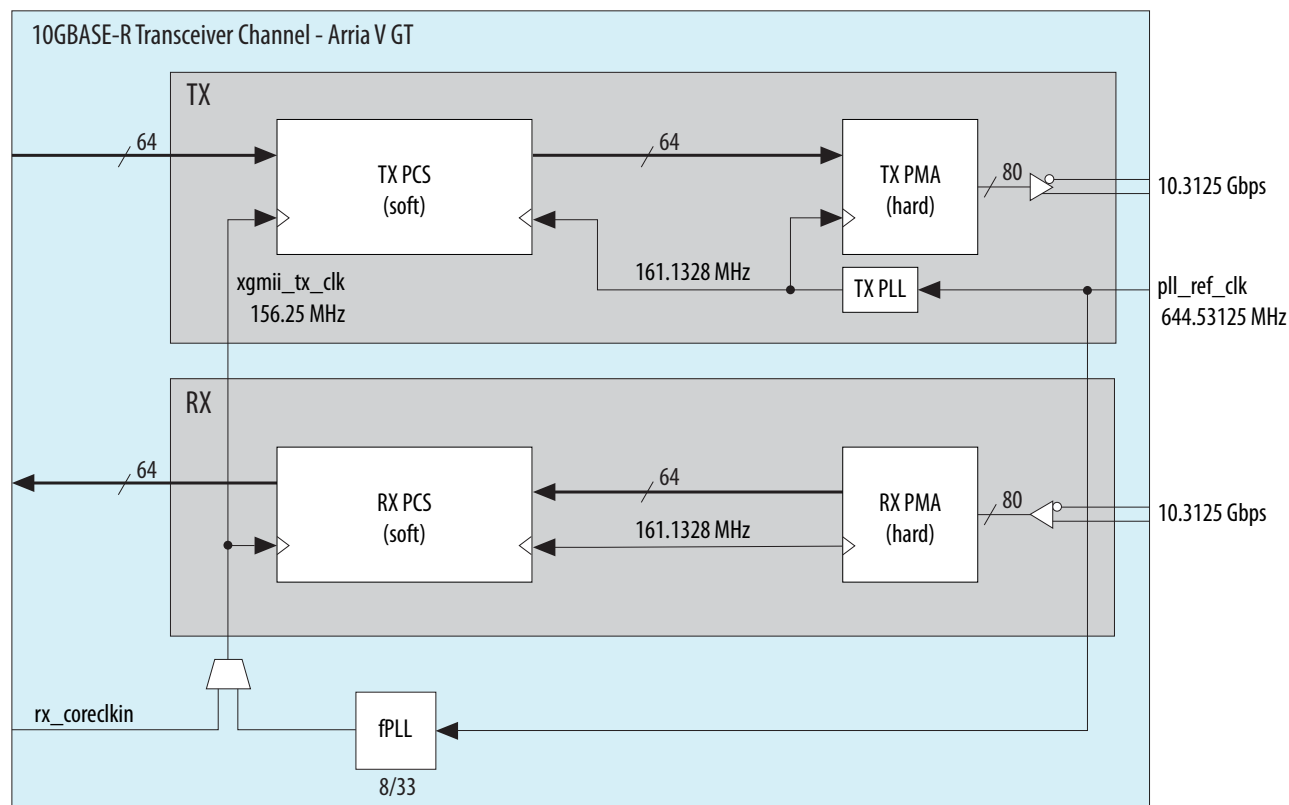 10GBASE-R Transceiver Channel - Arria V GT
TX
64
TX PCS
(soft)
64
TX PMA
(hard)
80
10.3125 Gbps
xgmii_tx_clk
156.25 MHz
161.1328 MHz
TX PLL
pll_ref_clk
644.53125 MHz
RX
64
RX PCS
(soft)
64
161.1328 MHz
RX PMA
(hard)
80
10.3125 Gbps
rx_coreclkin
fPLL
8/33